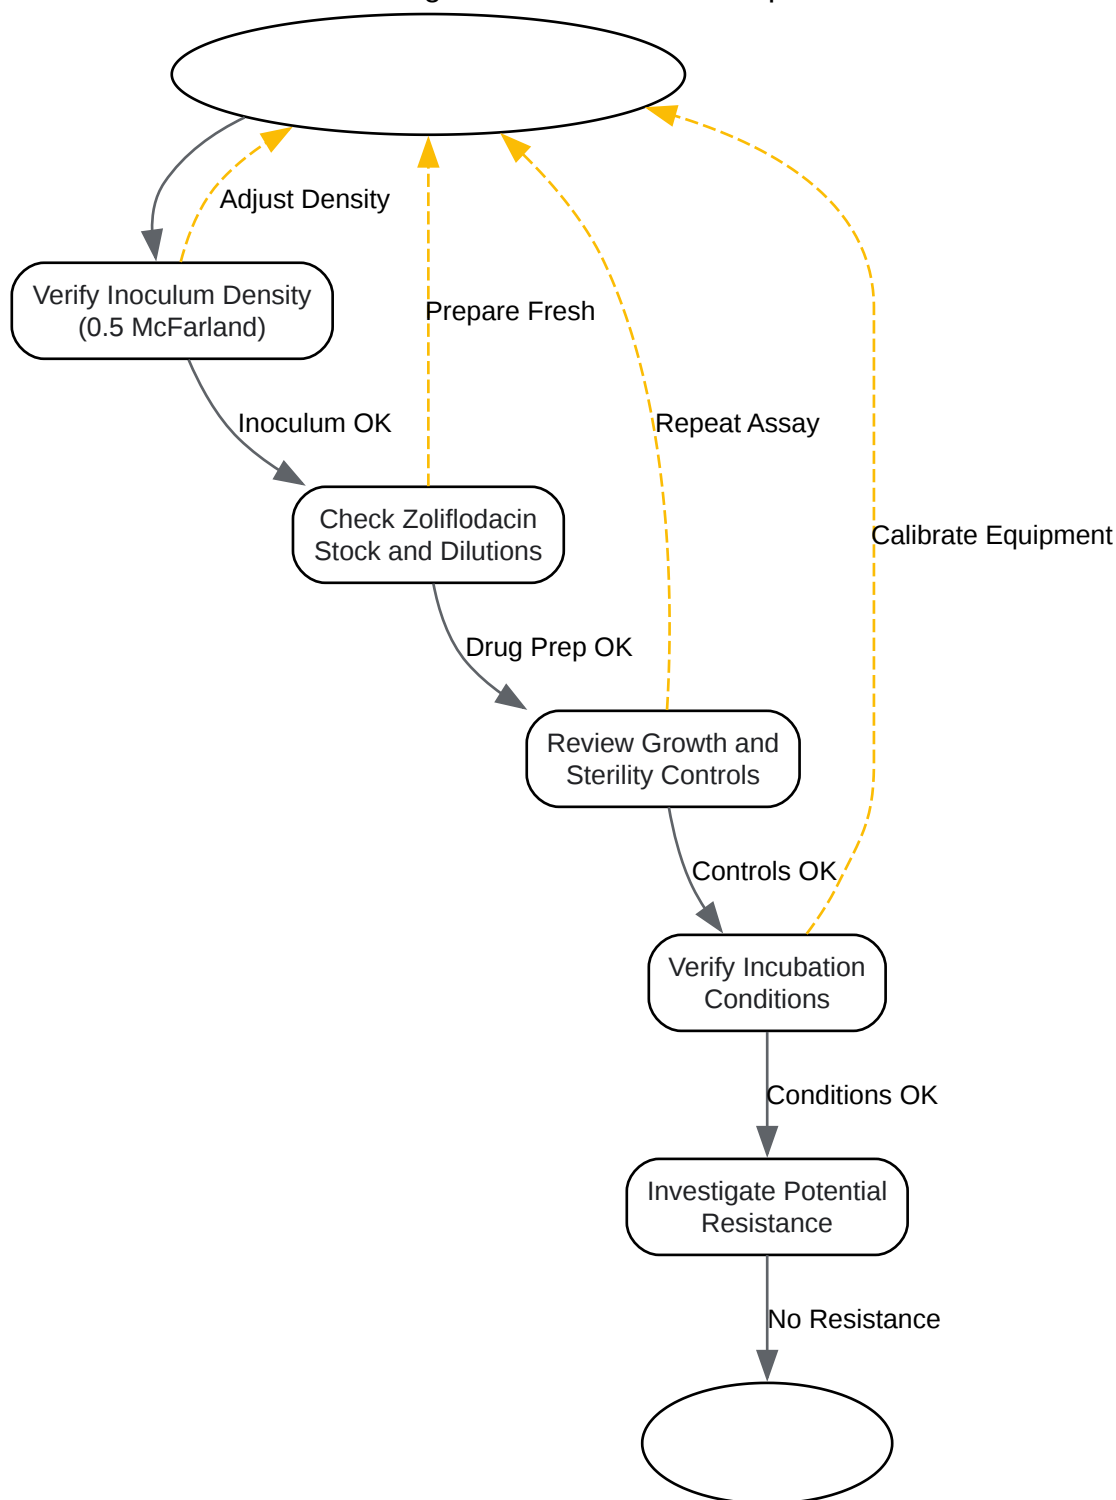 Adjust Density
Verify Inoculum Density
(0.5 McFarland)
Prepare Fresh
Inoculum OK
Repeat Assay
Check Zoliflodacin
Stock and Dilutions
Calibrate Equipment
Drug Prep OK
Review Growth and
Sterility Controls
Controls OK
Verify Incubation
Conditions
Conditions OK
Investigate Potential
Resistance
No Resistance